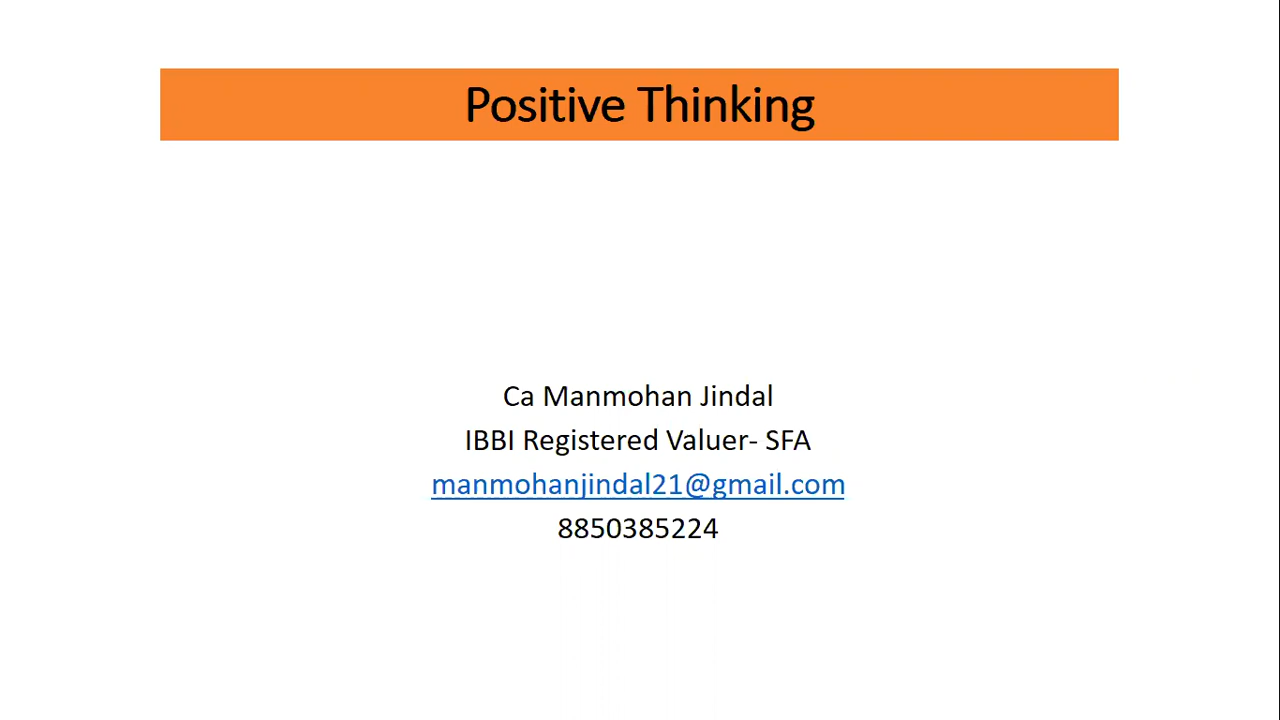 Positive Thinking
Ca Manmohan Jindal
IBBI Registered Valuer- SFA
manmohanjindal21@gmail.com
8850385224